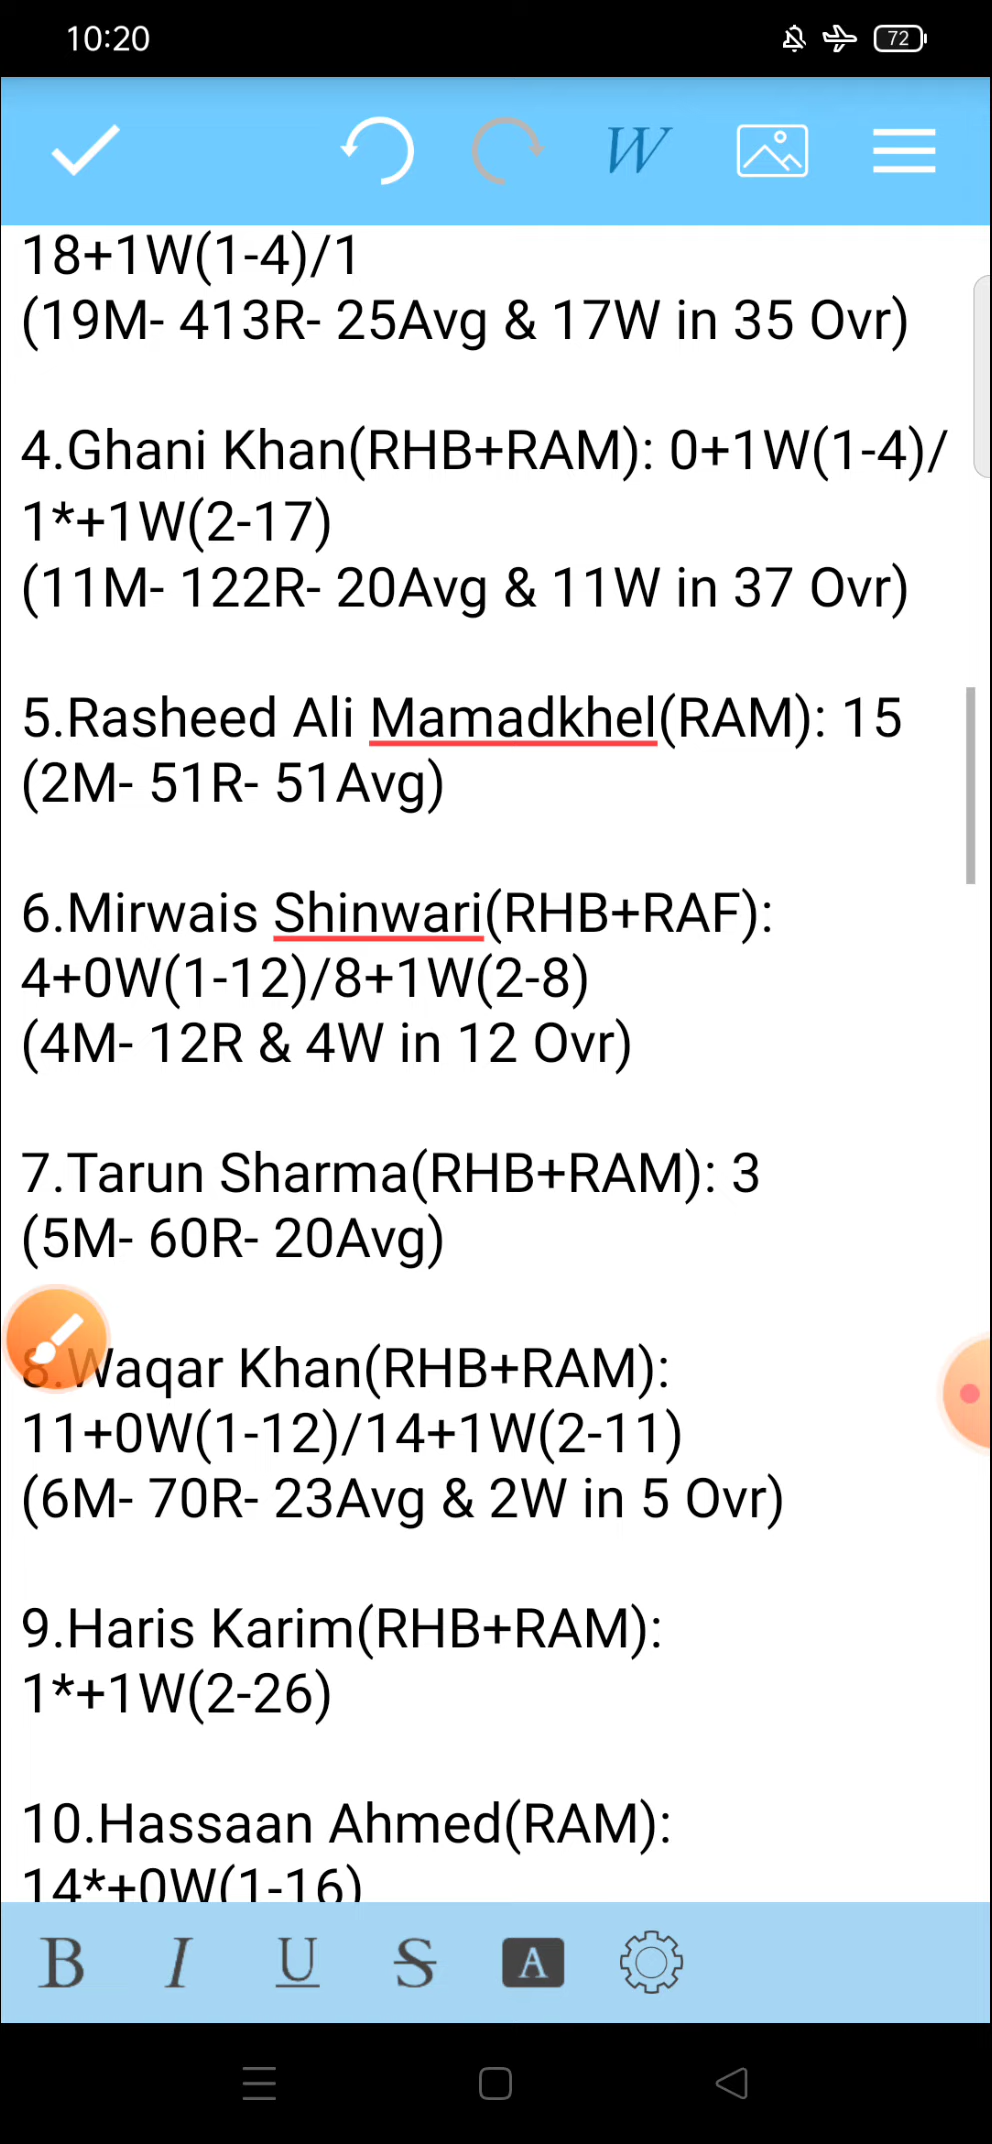 10:20
72
W
18+1W(1-4)/1
(19M- 413R- 25Avg & 17W in 35 Ovr)
4.Ghani Khan(RHB+RAM): 0+1W(1-4)/
1*+1W(2-17)
(11M- 122R- 20Avg & 11W in 37 Ovr)
5.Rasheed Ali Mamadkhel(RAM): 15
(2M- 51R- 51Avg)
6.Mirwais Shinwari(RHB+RAF):
4+0W(1-12)/8+1W(2-8)
(4M- 12R & 4W in 12 Ovr)
7.Tarun Sharma(RHB+RAM): 3
(5M- 60R- 20Avg)
8.Waqar Khan(RHB+RAM):
11+0W(1-12)/14+1W(2-11)
(6M- 70R- 23Avg & 2W in 5 Ovr)
9.Haris Karim(RHB+RAM):
1*+1W(2-26)
10.Hassaan Ahmed(RAM):
14*+0W(1-16)
B I U S A